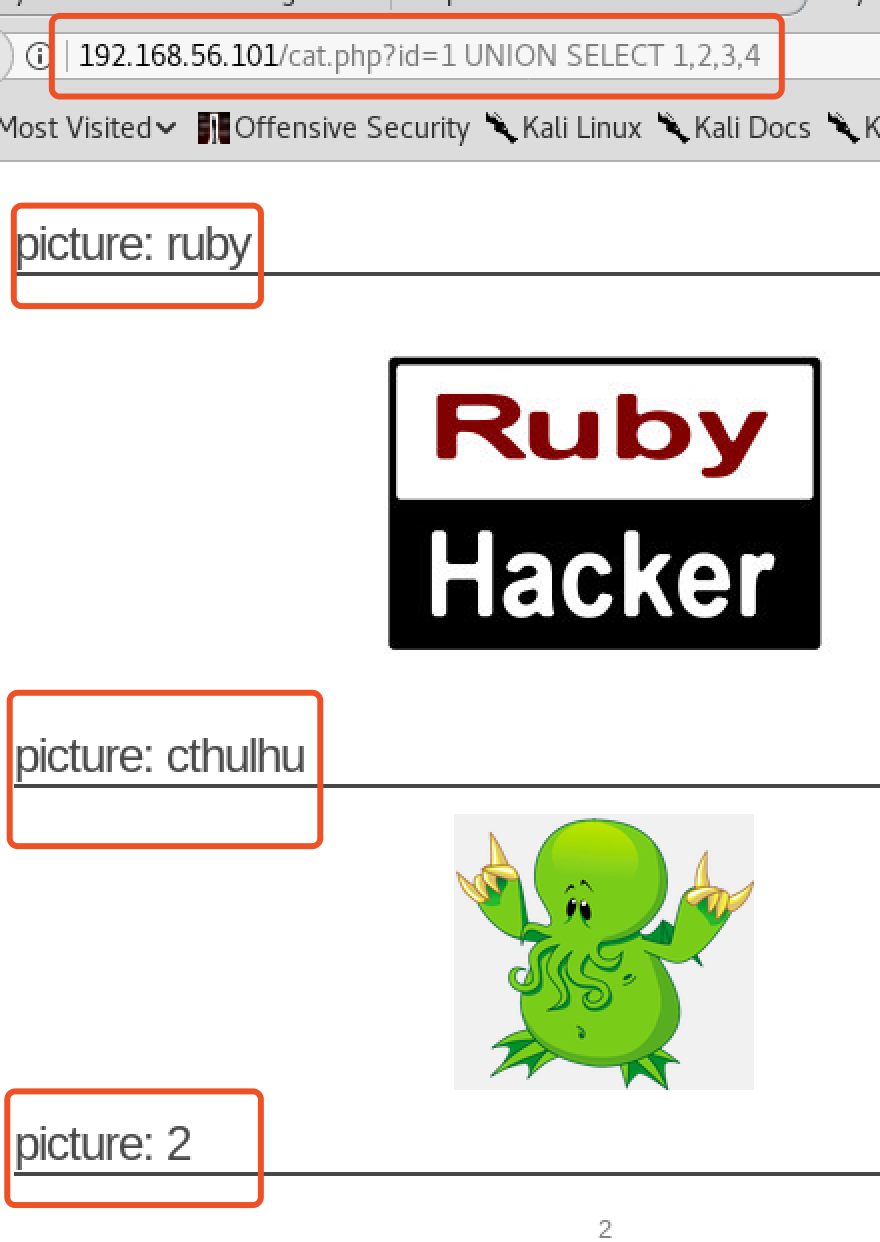 192.168.56.101/cat.php?id=1 UNION SELECT 1,2,3,4
Most Visited Offensive Security Kali Linux Kali Docs K
picture: ruby
Ruby
Hacker
picture: cthulhu
picture: 2
2